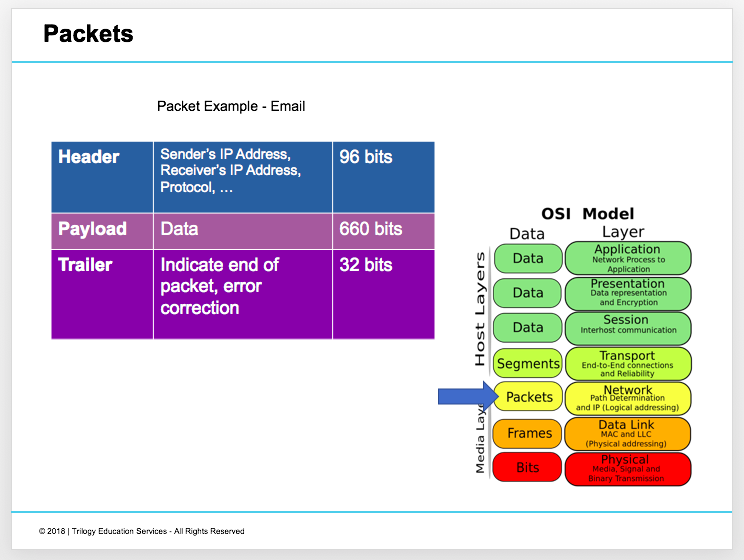 Packets
Packet Example - Email
Header
Sender's IP Address,
Receiver's IP Address,
Protocol, ...
96 bits
Payload
Data
660 bits
Trailer
Indicate end of
packet, error
correction
32 bits
OSI Model
Data
Layer
Host Layers
Data
Application
Network Process to
Application
Data
Presentation
Data representation
and Encryption
Data
Session
Interhost communication
Segments
Transport
End-to-End connections
and Reliability
Media Laye
Packets
Network
Path Determination
and IP (Logical addressing)
Frames
Data Link
MAC and LLC
(Physical addressing)
Bits
Physical
Media, Signal and
Binary Transmission
© 2018 | Trilogy Education Services - All Rights Reserved